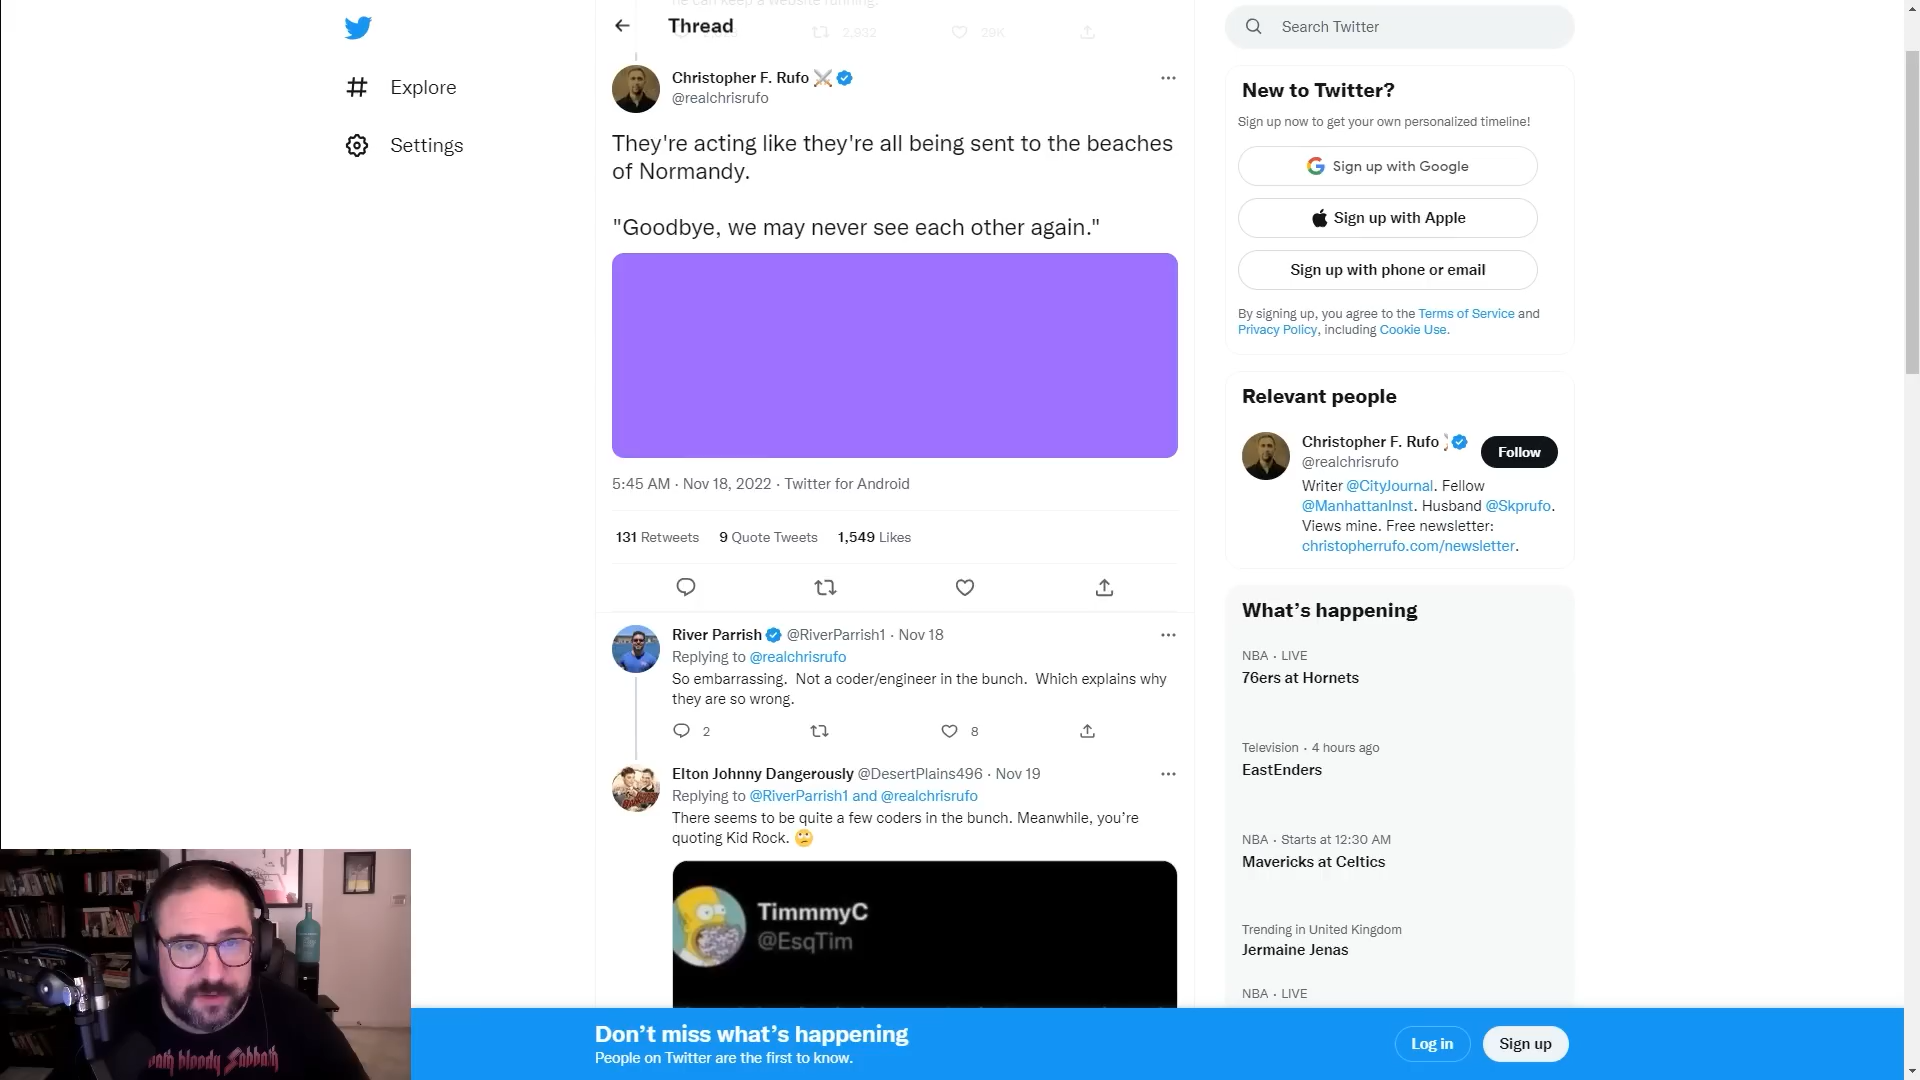 he can keep a website running.
Thread
2,932
29K
Search Twitter
Explore
Settings
Christopher F. Rufo
@realchrisrufo
They're acting like they're all being sent to the beaches
of Normandy.
"Goodbye, we may never see each other again."
5:45 AM · Nov 18, 2022 · Twitter for Android
131 Retweets 9 Quote Tweets 1,549 Likes
River Parrish @RiverParrish1 · Nov 18
Replying to @realchrisrufo
So embarrassing. Not a coder/engineer in the bunch. Which explains why
they are so wrong.
2
8
Elton Johnny Dangerously @DesertPlains496 · Nov 19
Replying to @RiverParrish1 and @realchrisrufo
There seems to be quite a few coders in the bunch. Meanwhile, you're
quoting Kid Rock. 🙄
TimmmyC
@EsqTim
New to Twitter?
Sign up now to get your own personalized timeline!
Sign up with Google
Sign up with Apple
Sign up with phone or email
By signing up, you agree to the Terms of Service and
Privacy Policy, including Cookie Use.
Relevant people
Christopher F. Rufo
@realchrisrufo
Follow
Writer @CityJournal. Fellow
@ManhattanInst. Husband @Skprufo.
Views mine. Free newsletter:
christopherrufo.com/newsletter.
What's happening
NBA · LIVE
76ers at Hornets
Television · 4 hours ago
EastEnders
NBA · Starts at 12:30 AM
Mavericks at Celtics
Trending in United Kingdom
Jermaine Jenas
NBA · LIVE
bloody Sabbath
Don't miss what's happening
People on Twitter are the first to know.
Log in
Sign up